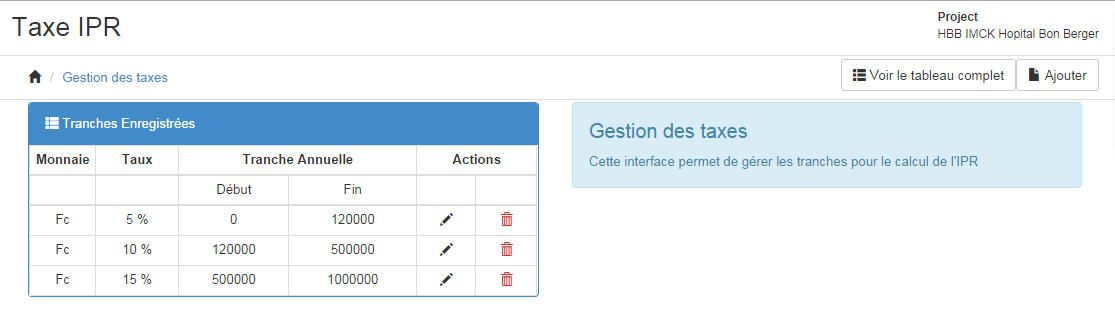 Taxe IPR
Project
HBB IMCK Hopital Bon Berger
/ Gestion des taxes
Voir le tableau complet
Ajouter
Tranches Enregistrées
Monnaie Taux Tranche Annuelle Actions
Début Fin
Fc 5 % 0 120000
Fc 10 % 120000 500000
Fc 15 % 500000 1000000
Gestion des taxes
Cette interface permet de gérer les tranches pour le calcul de l'IPR